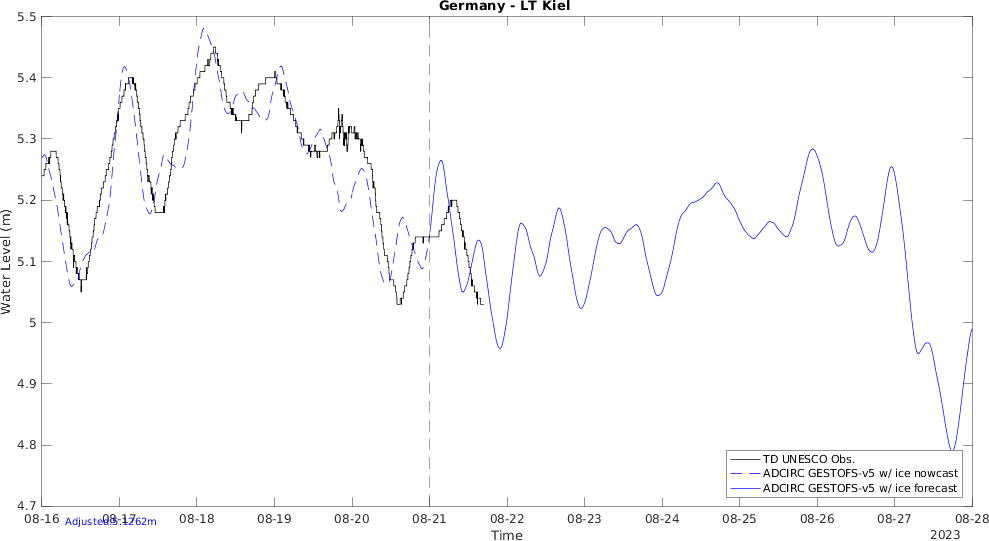 Germany - LT Kiel
5.5
5.4
5.3
5.2
5.1
5
4.9
4.8
4.7
Water Level (m)
TD UNESCO Obs.
ADCIRC GESTOFS-v5 w/ ice nowcast
ADCIRC GESTOFS-v5 w/ ice forecast
08-16 08-17 08-18 08-19 08-20 08-21 08-22 08-23 08-24 08-25 08-26 08-27 08-28
Adjusted:5.1262m
Time
2023